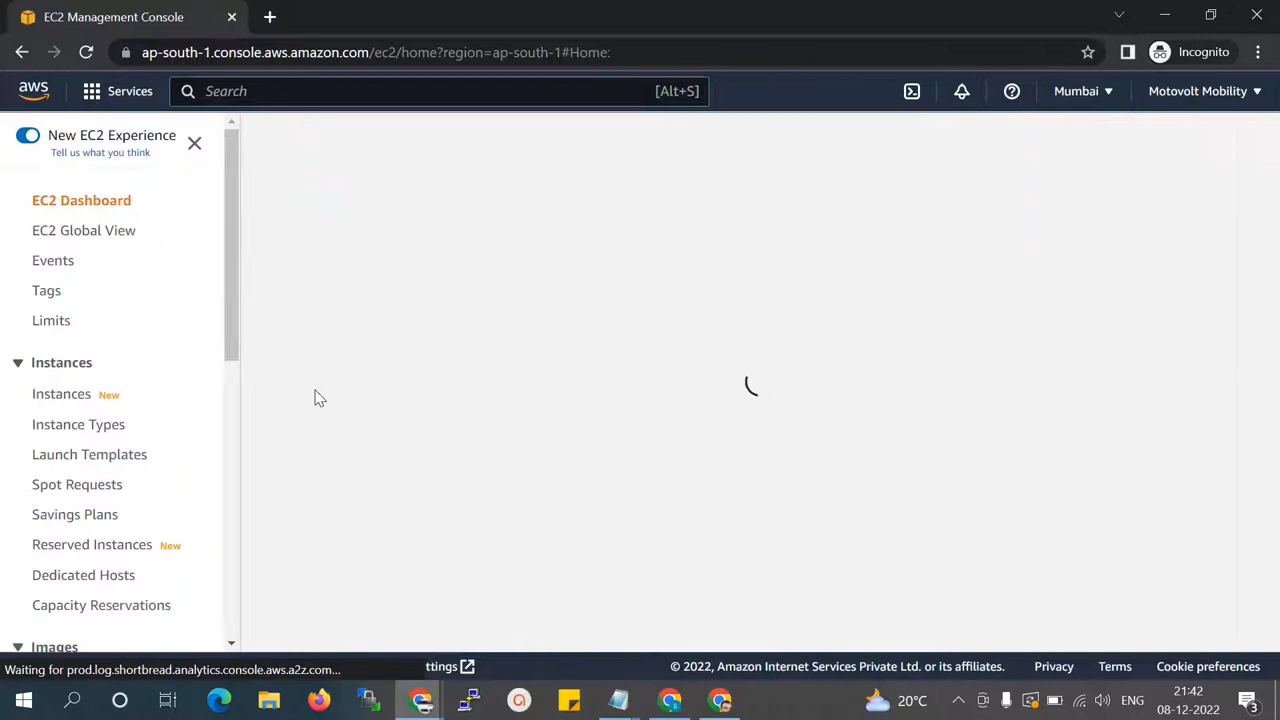 EC2 Management Console
ap-south-1.console.aws.amazon.com/ec2/home?region=ap-south-1#Home:
Incognito
aws
Services
Search
[Alt+S]
Mumbai
Motovolt Mobility
New EC2 Experience
Tell us what you think
EC2 Dashboard
EC2 Global View
Events
Tags
Limits
Instances
Instances New
Instance Types
Launch Templates
Spot Requests
Savings Plans
Reserved Instances New
Dedicated Hosts
Capacity Reservations
Images
Waiting for prod.log.shortbread.analytics.console.aws.a2z.com...
ttings
© 2022, Amazon Internet Services Private Ltd. or its affiliates.
Privacy
Terms
Cookie preferences
20°C
ENG
21:42
08-12-2022
3